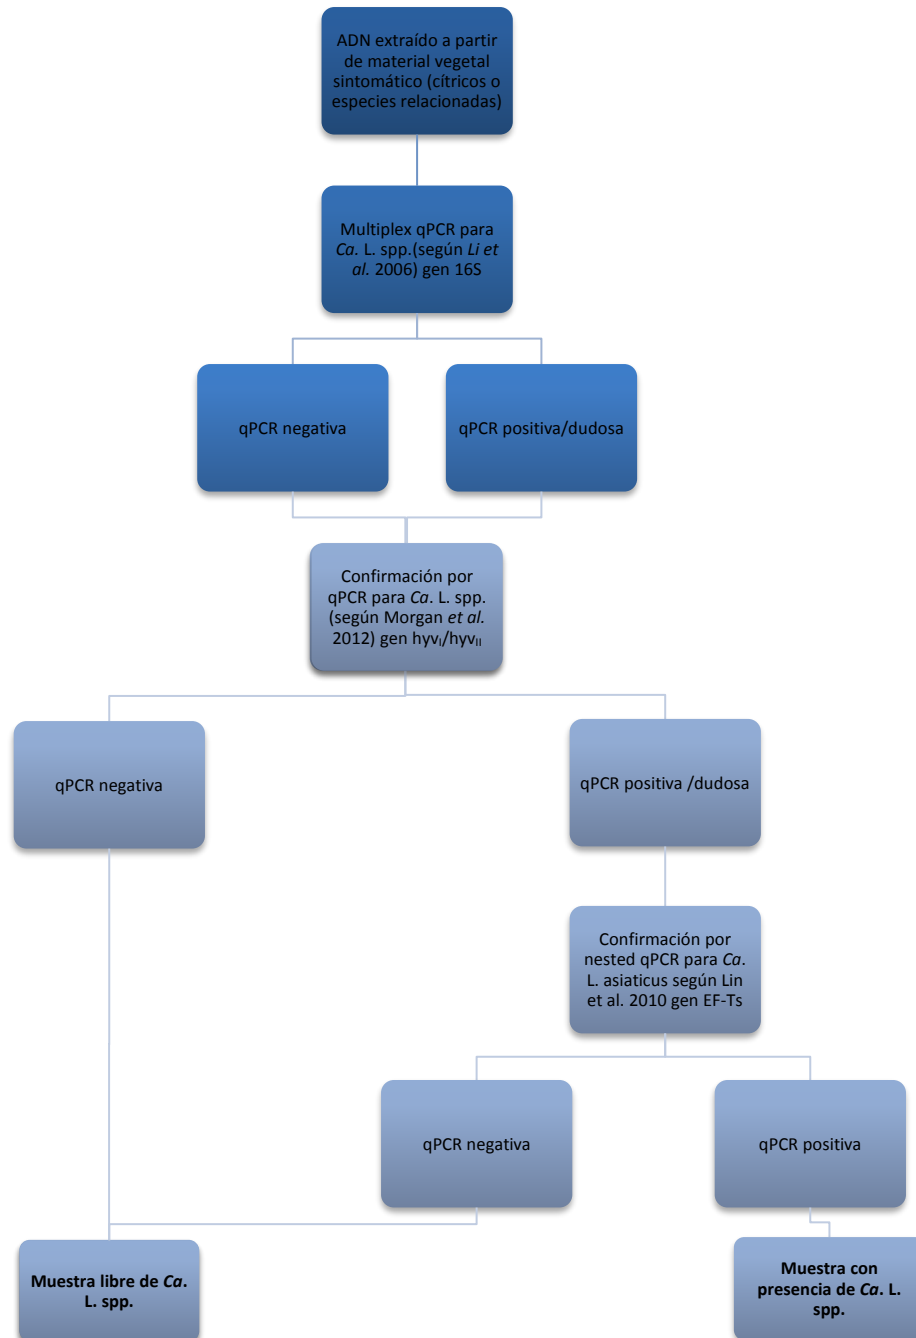 ADN extraído a partir
de material vegetal
sintomático (cítricos o
especies relacionadas)
Multiplex qPCR para
Ca. L. spp.(según Li et
al. 2006) gen 16S
qPCR negativa
qPCR positiva/dudosa
Confirmación por
qPCR para Ca. L. spp.
(según Morgan et al.
2012) gen hyvI/hyvII
qPCR negativa
qPCR positiva /dudosa
Confirmación por
nested qPCR para Ca.
L. asiaticus según Lin
et al. 2010 gen EF-Ts
qPCR negativa
qPCR positiva
Muestra libre de Ca.
L. spp.
Muestra con
presencia de Ca. L.
spp.